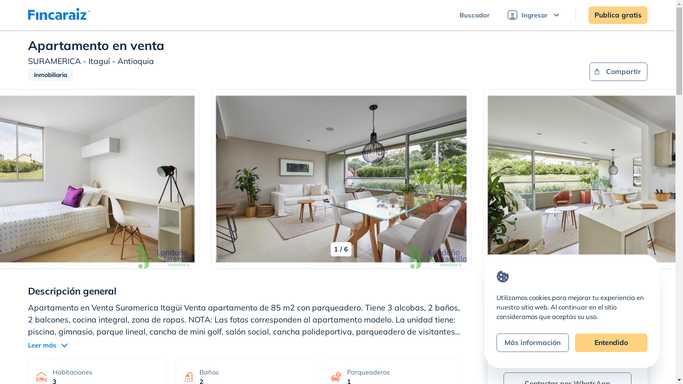 Fincaraiz
Buscador
Ingresar
Publica gratis
Apartamento en venta
SURAMERICA - Itaguí - Antioquia
Inmobiliaria
Compartir
1 / 6
Descripción general
Apartamento en Venta Suramerica Itagui Venta apartamento de 85 m2 con parqueadero. Tiene 3 alcobas, 2 baños,
2 balcones, cocina integral, zona de ropas. NOTA: Las fotos corresponden al apartamento modelo. La unidad tiene:
piscina, gimnasio, parque lineal, cancha de mini golf, salón social, cancha polideportiva, parqueadero de visitantes...
Leer más
Habitaciones
3
Baños
2
Parqueaderos
1
Utilizamos cookies para mejorar tu experiencia en
nuestro sitio web. Al continuar en el sitio
consideramos que aceptas su uso.
Más información
Entendido
Contactar por WhatsApp